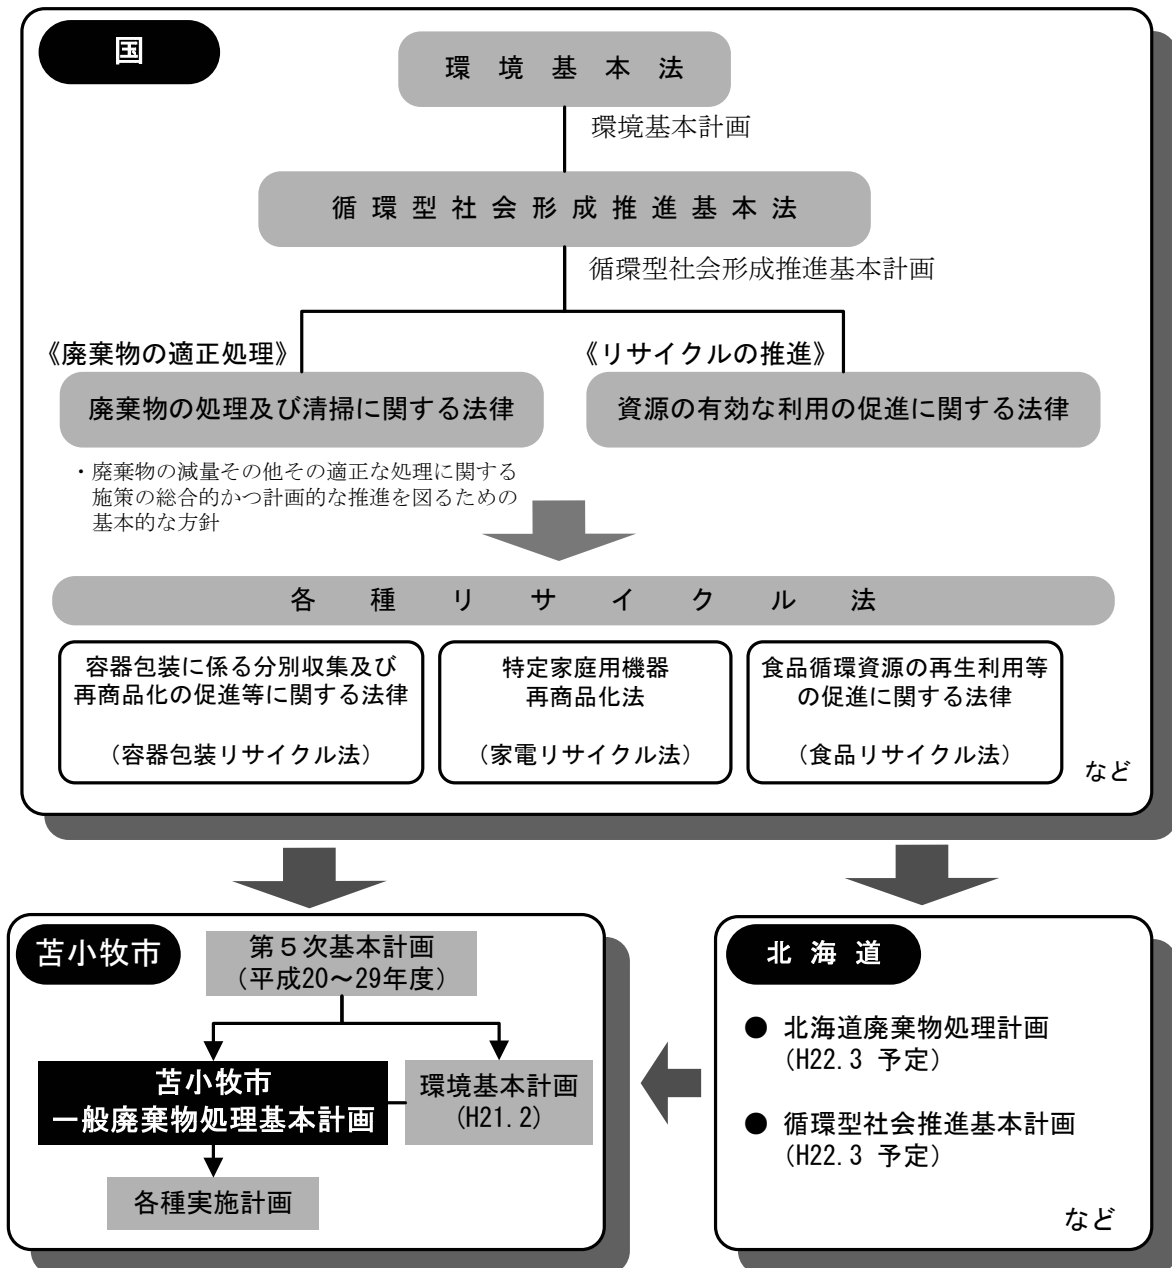 国
環境基本法
環境基本計画
循環型社会形成推進基本法
循環型社会形成推進基本計画
《廃棄物の適正処理》
《リサイクルの推進》
廃棄物の処理及び清掃に関する法律
資源の有効な利用の促進に関する法律
・廃棄物の減量その他その適正な処理に関する
施策の総合的かつ計画的な推進を図るための
基本的な方針
各種リサイクル法
容器包装に係る分別収集及び
再商品化の促進等に関する法律
(容器包装リサイクル法)
特定家庭用機器
再商品化法
(家電リサイクル法)
食品循環資源の再生利用等
の促進に関する法律
(食品リサイクル法)
など
苫小牧市
第5次基本計画
(平成20~29年度)
苫小牧市
一般廃棄物処理基本計画
環境基本計画
(H21.2)
各種実施計画
北海道
● 北海道廃棄物処理計画
(H22.3 予定)
● 循環型社会推進基本計画
(H22.3 予定)
など